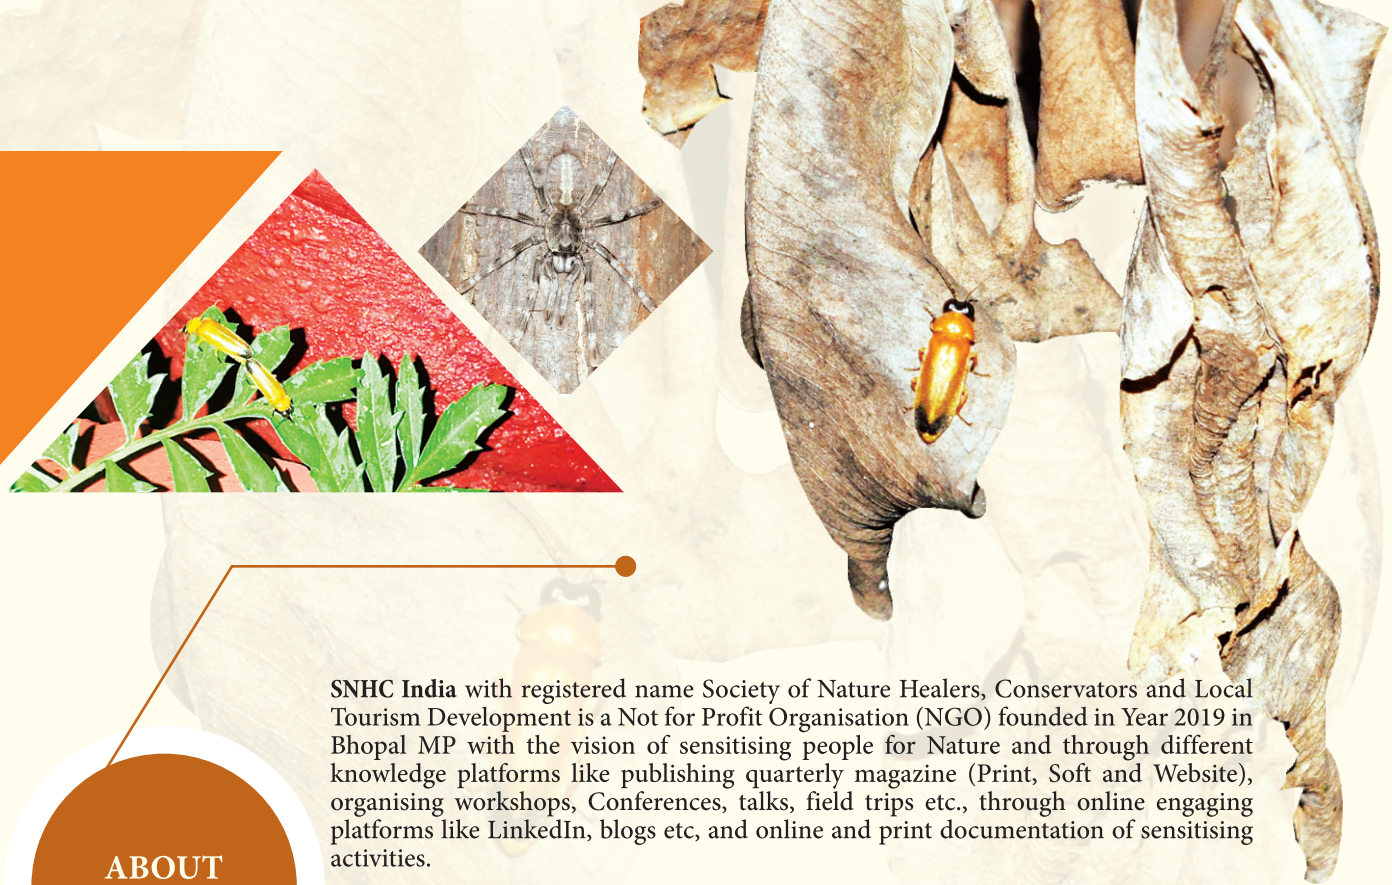 SNHC India with registered name Society of Nature Healers, Conservators and Local
Tourism Development is a Not for Profit Organisation (NGO) founded in Year 2019 in
Bhopal MP with the vision of sensitising people for Nature and through different
knowledge platforms like publishing quarterly magazine (Print, Soft and Website),
organising workshops, Conferences, talks, field trips etc., through online engaging
platforms like LinkedIn, blogs etc, and online and print documentation of sensitising
activities.
ABOUT